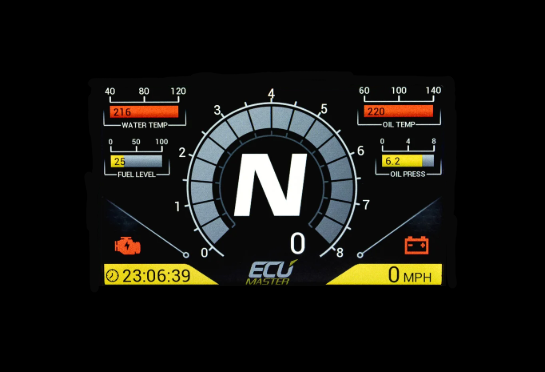 40 80 120
216
WATER TEMP
0 50 100
25
FUEL LEVEL
60 100 140
220
OIL TEMP
0 4 8
6.2
OIL PRESS
0 1 2 3 4 5 6 7 8
N
0
ECU
MASTER
23:06:39
0 MPH